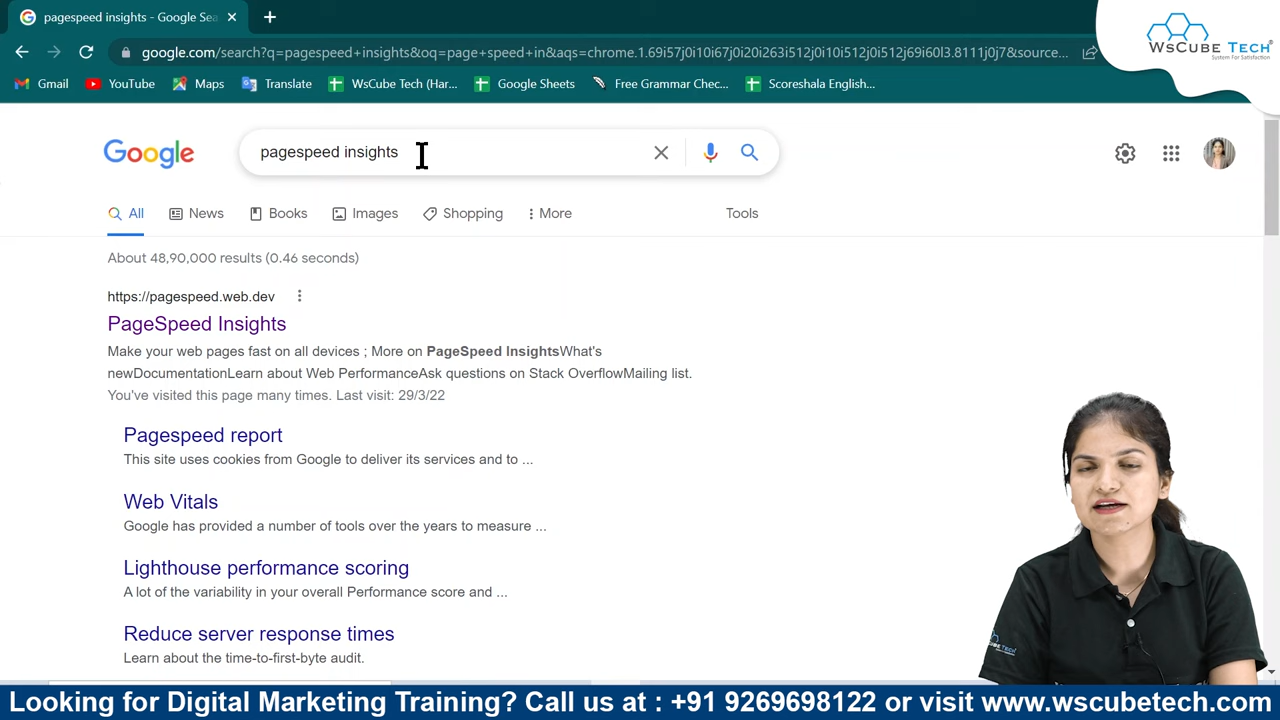 pagespeed insights - Google Sea
google.com/search?q=pagespeed+insights&oq=page+speed+in&aqs=chrome.1.69i57j0i10i67j0i20i263i512j0i10i512j0i512j69i60l3.8111j0j7&source...
WsCube Tech®
System For Satisfaction
Gmail YouTube Maps Translate WsCube Tech (Har... Google Sheets Free Grammar Chec... Scoreshala English...
Google pagespeed insights
All News Books Images Shopping More Tools
About 48,90,000 results (0.46 seconds)
https://pagespeed.web.dev
PageSpeed Insights
Make your web pages fast on all devices ; More on PageSpeed InsightsWhat's
newDocumentationLearn about Web PerformanceAsk questions on Stack OverflowMailing list.
You've visited this page many times. Last visit: 29/3/22
Pagespeed report
This site uses cookies from Google to deliver its services and to ...
Web Vitals
Google has provided a number of tools over the years to measure ...
Lighthouse performance scoring
A lot of the variability in your overall Performance score and ...
Reduce server response times
Learn about the time-to-first-byte audit.
WsCube Tech
Looking for Digital Marketing Training? Call us at : +91 9269698122 or visit www.wscubetech.com